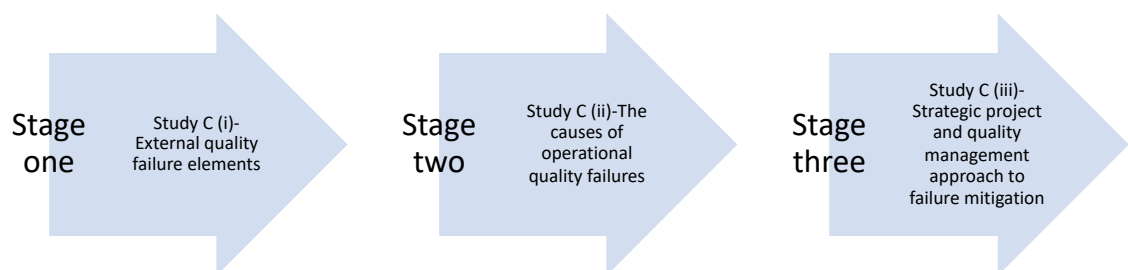 Stage
one
Study C (i)-
External quality
failure elements
Stage
two
Study C (ii)-The
causes of
operational
quality failures
Stage
three
Study C (iii)-
Strategic project
and quality
management
approach to
failure mitigation